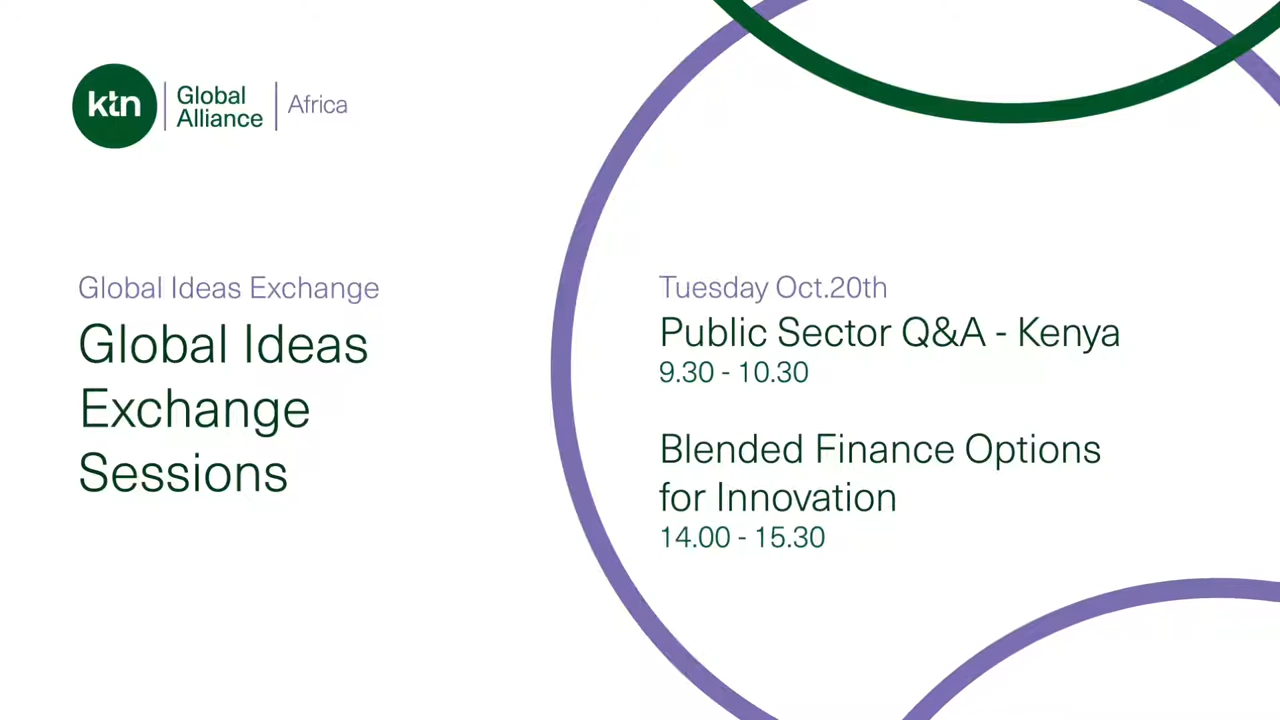 ktn
Global
Alliance
Africa
Global Ideas Exchange
Global Ideas
Exchange
Sessions
Tuesday Oct.20th
Public Sector Q&A - Kenya
9.30 - 10.30
Blended Finance Options
for Innovation
14.00 - 15.30